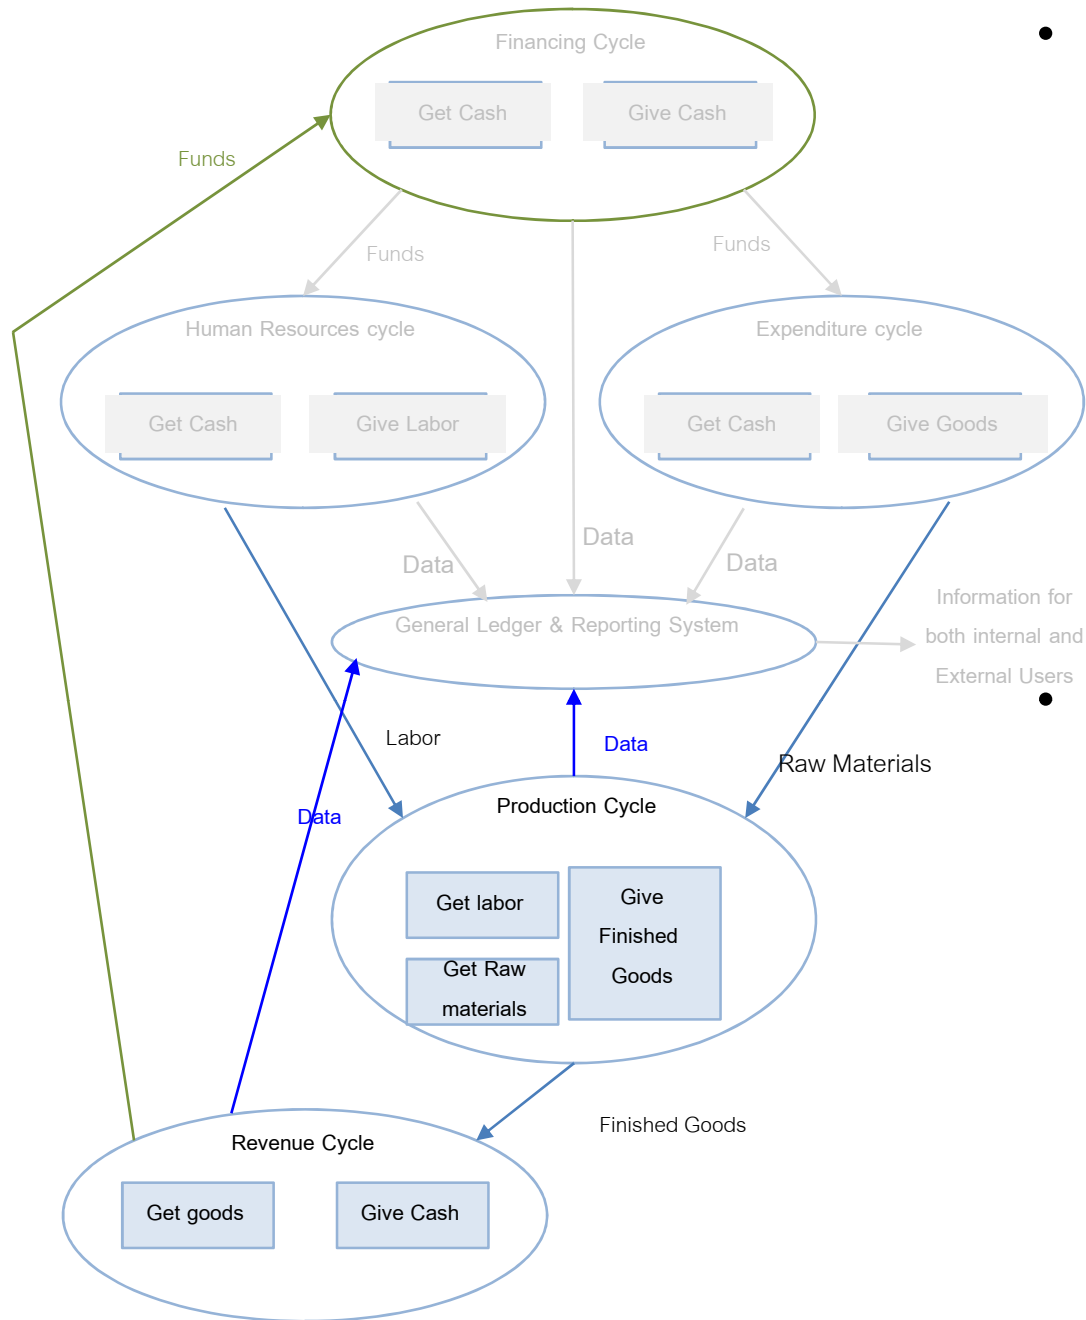 Financing Cycle
Get Cash
Give Cash
Funds
Funds
Funds
Human Resources cycle
Expenditure cycle
Get Cash
Give Labor
Get Cash
Give Goods
Data
Data
Data
General Ledger & Reporting System
Information for
both internal and
External Users
Labor
Data
Raw Materials
Data
Production Cycle
Get labor
Get Raw
materials
Give
Finished
Goods
Finished Goods
Revenue Cycle
Get goods
Give Cash